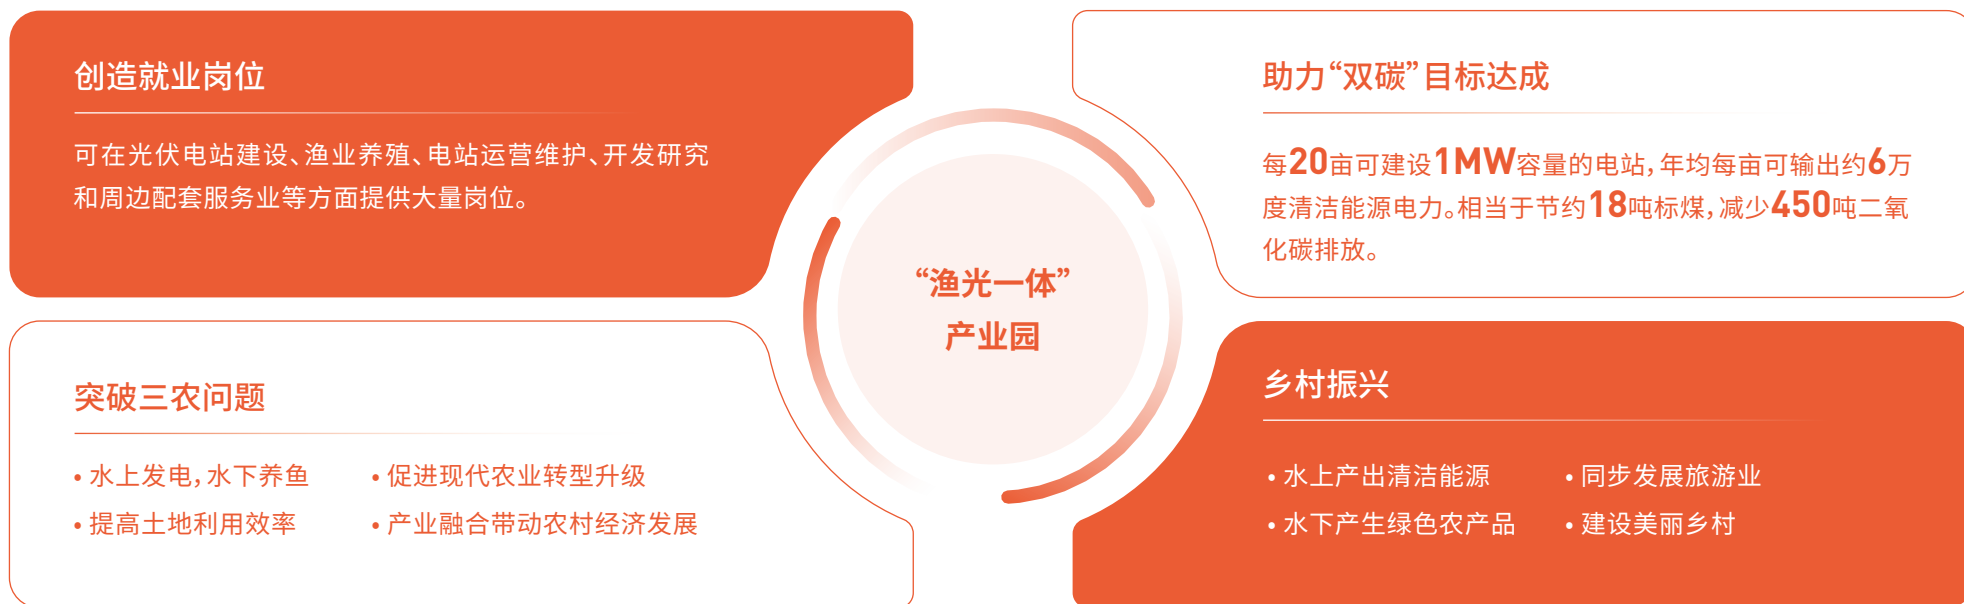 创造就业岗位
可在光伏电站建设、渔业养殖、电站运营维护、开发研究
和周边配套服务业等方面提供大量岗位。
助力“双碳”目标达成
每20亩可建设1MW容量的电站，年均每亩可输出约6万
度清洁能源电力。相当于节约18吨标煤，减少450吨二氧
化碳排放。
“渔光一体”
产业园
突破三农问题
• 水上发电，水下养鱼
• 提高土地利用效率
• 促进现代农业转型升级
• 产业融合带动农村经济发展
乡村振兴
• 水上产出清洁能源
• 水下产生绿色农产品
• 同步发展旅游业
• 建设美丽乡村